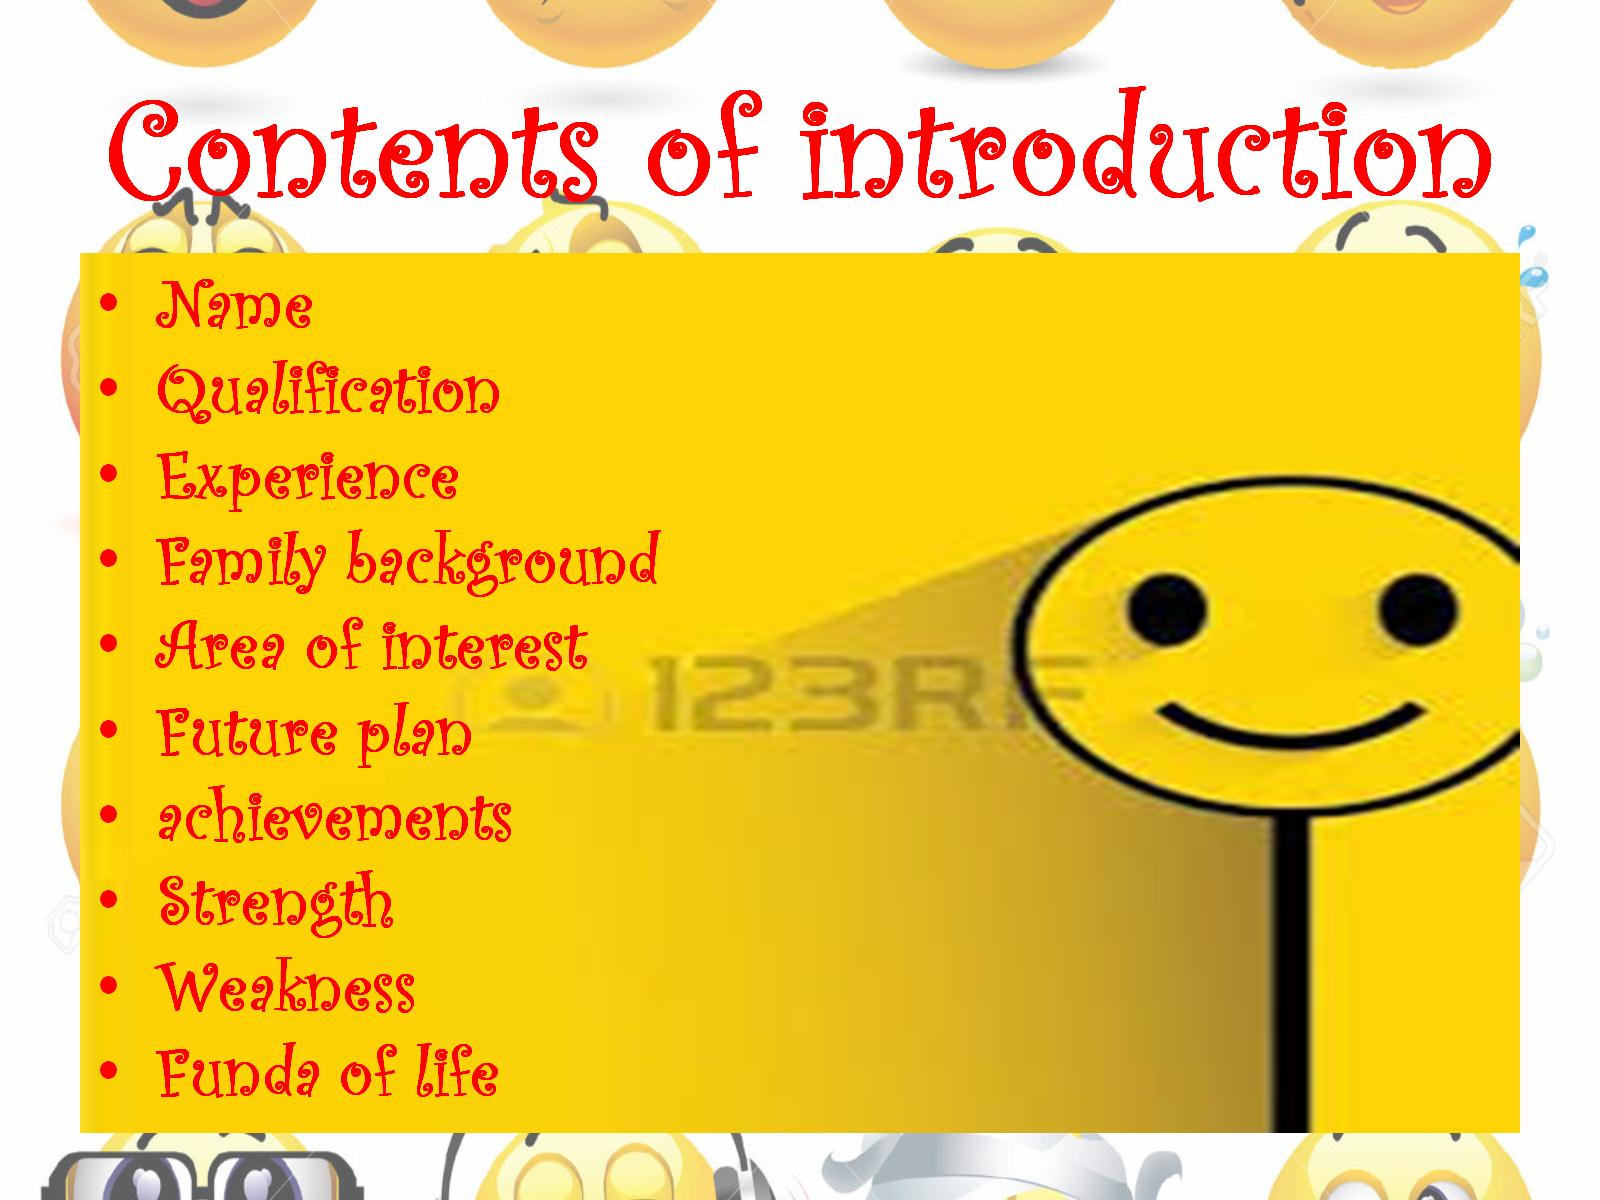 Contents of introduction
• Name
• Qualification
• Experience
• Family background
• Area of interest
• Future plan
• achievements
• Strength
• Weakness
• Funda of life
123RF